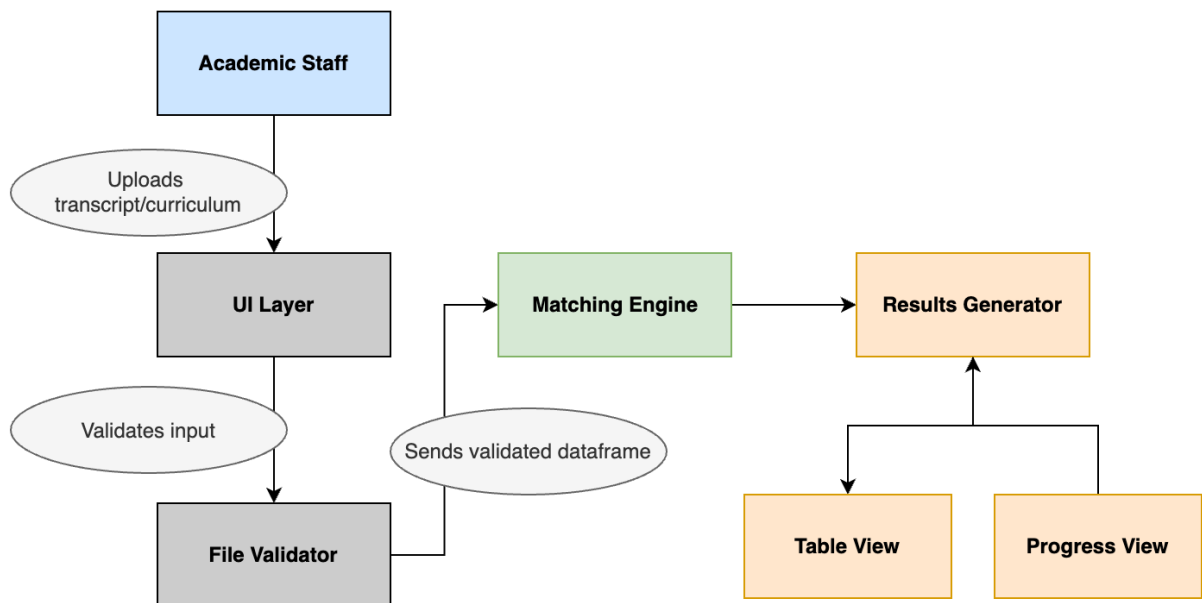 Academic Staff
Uploads
transcript/curriculum
UI Layer
Matching Engine
Results Generator
Validates input
Sends validated dataframe
File Validator
Table View
Progress View